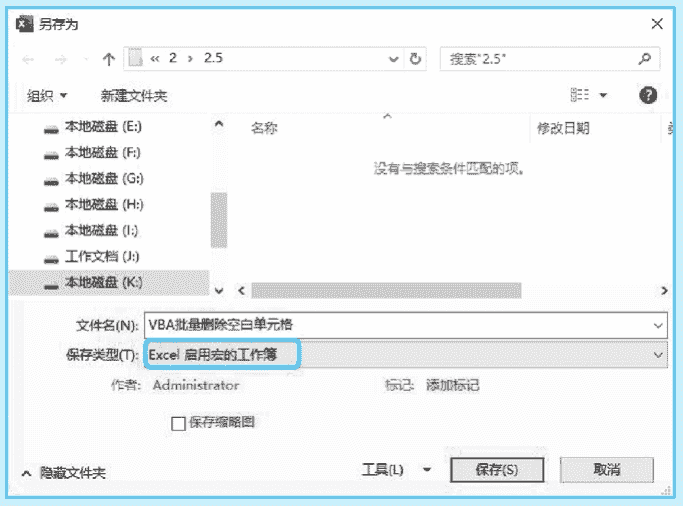 另存为
« 2 › 2.5
搜索"2.5"
组织
新建文件夹
本地磁盘 (E:)
本地磁盘 (F:)
本地磁盘 (G:)
本地磁盘 (H:)
本地磁盘 (I:)
工作文档 (J:)
本地磁盘 (K:)
名称
修改日期
没有与搜索条件匹配的项。
文件名(N): VBA批量删除空白单元格
保存类型(T): Excel 启用宏的工作簿
作者: Administrator
标记: 添加标记
保存缩略图
隐藏文件夹
工具(L)
保存(S)
取消